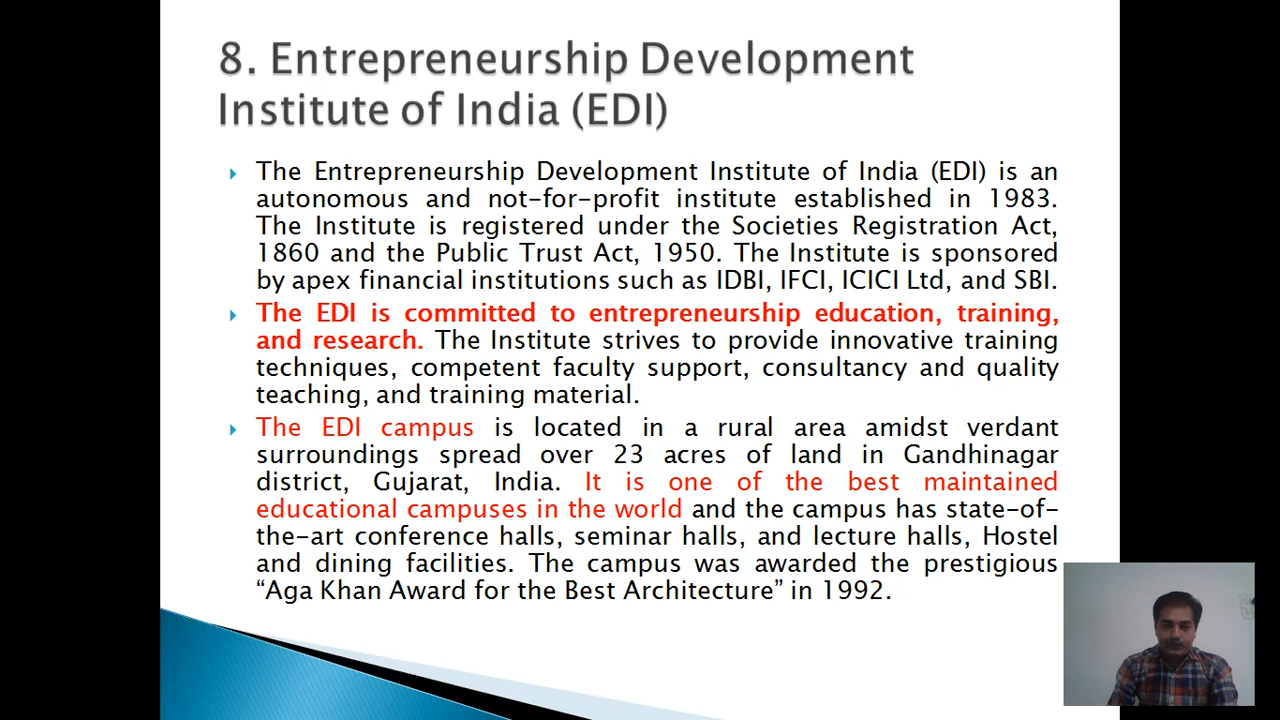 8. Entrepreneurship Development
Institute of India (EDI)
The Entrepreneurship Development Institute of India (EDI) is an
autonomous and not-for-profit institute established in 1983.
The Institute is registered under the Societies Registration Act,
1860 and the Public Trust Act, 1950. The Institute is sponsored
by apex financial institutions such as IDBI, IFCI, ICICI Ltd, and SBI.
The EDI is committed to entrepreneurship education, training,
and research. The Institute strives to provide innovative training
techniques, competent faculty support, consultancy and quality
teaching, and training material.
The EDI campus is located in a rural area amidst verdant
surroundings spread over 23 acres of land in Gandhinagar
district, Gujarat, India. It is one of the best maintained
educational campuses in the world and the campus has state-of-
the-art conference halls, seminar halls, and lecture halls, Hostel
and dining facilities. The campus was awarded the prestigious
“Aga Khan Award for the Best Architecture” in 1992.